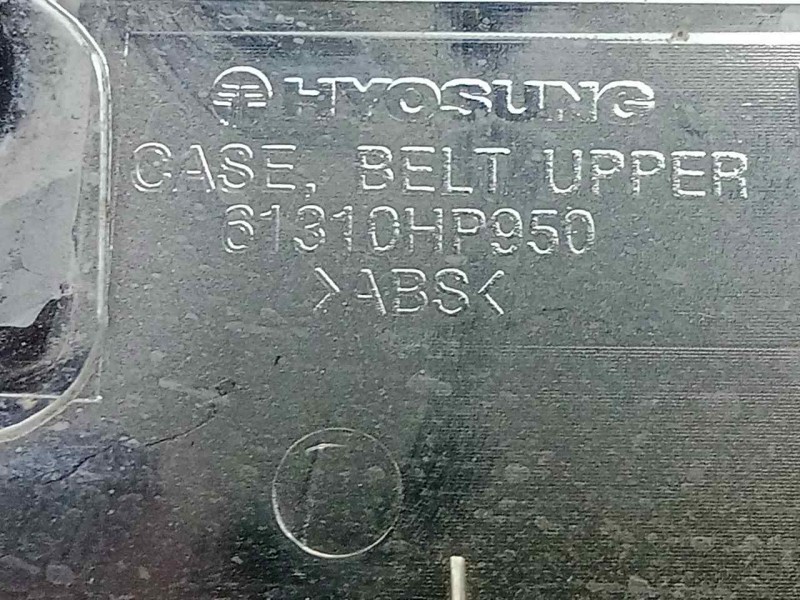 HYOSUNG
CASE, BELT UPPER
61310HP950
>ABS<